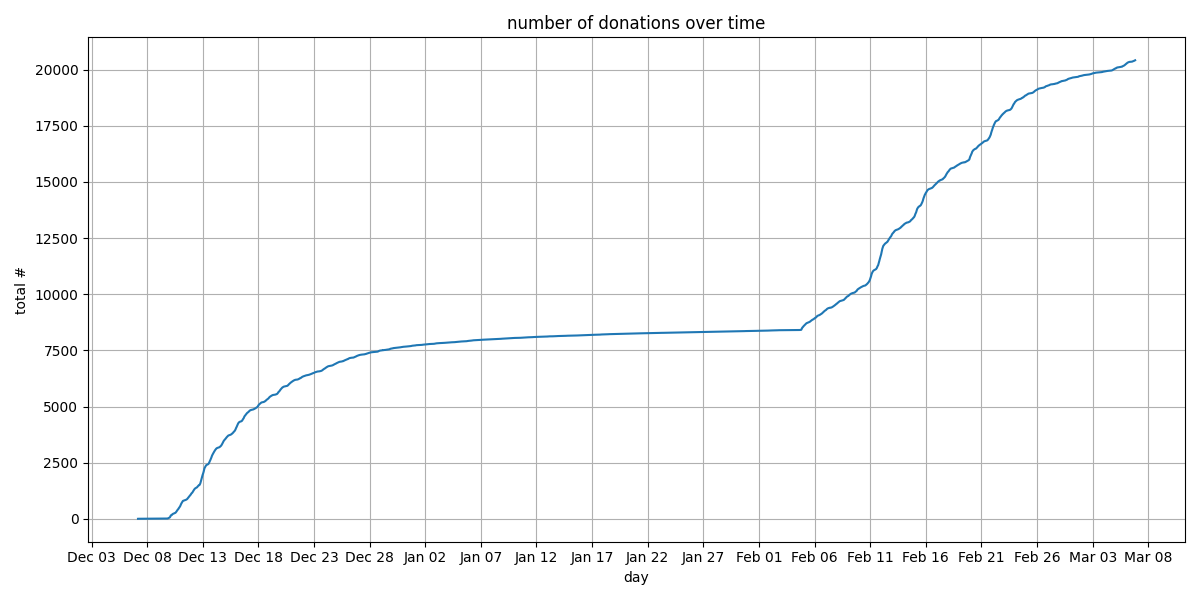 number of donations over time
total #
20000
17500
15000
12500
10000
7500
5000
2500
0
Dec 03 Dec 08 Dec 13 Dec 18 Dec 23 Dec 28 Jan 02 Jan 07 Jan 12 Jan 17 Jan 22 Jan 27 Feb 01 Feb 06 Feb 11 Feb 16 Feb 21 Feb 26 Mar 03 Mar 08
day